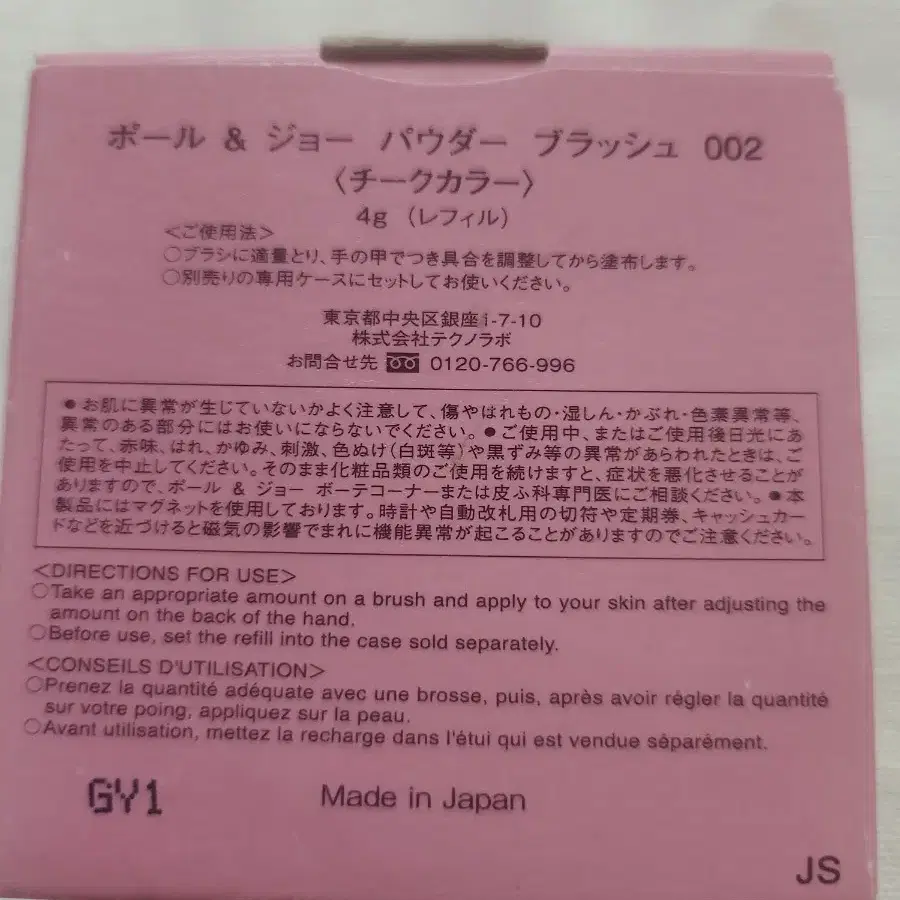 ポール & ジョー パウダー ブラッシュ 002
〈チークカラー〉
4g （レフィル）
＜ご使用法＞
○ブラシに適量とり、手の甲でつき具合を調整してから塗布します。
○別売りの専用ケースにセットしてお使いください。
東京都中央区銀座1-7-10
株式会社テクノラボ
お問合せ先 0120-766-996
●お肌に異常が生じていないかよく注意して、傷やはれもの・湿しん・かぶれ・色素異常等、
異常のある部分にはお使いにならないでください。●ご使用中、またはご使用後日光にあ
たって、赤味、はれ、かゆみ、刺激、色ぬけ（白斑等）や黒ずみ等の異常があらわれたときは、ご
使用を中止してください。そのまま化粧品類のご使用を続けますと、症状を悪化させることが
ありますので、ポール & ジョー ボーテコーナーまたは皮ふ科専門医にご相談ください。●本
製品にはマグネットを使用しております。時計や自動改札用の切符や定期券、キャッシュカー
ドなどを近づけると磁気の影響でまれに機能異常が起こることがありますのでご注意ください。
<DIRECTIONS FOR USE>
○Take an appropriate amount on a brush and apply to your skin after adjusting the
amount on the back of the hand.
○Before use, set the refill into the case sold separately.
<CONSEILS D'UTILISATION>
○Prenez la quantité adéquate avec une brosse, puis, après avoir régler la quantité
sur votre poing, appliquez sur la peau.
○Avant utilisation, mettez la recharge dans l'étui qui est vendue séparément.
GY1
Made in Japan
JS